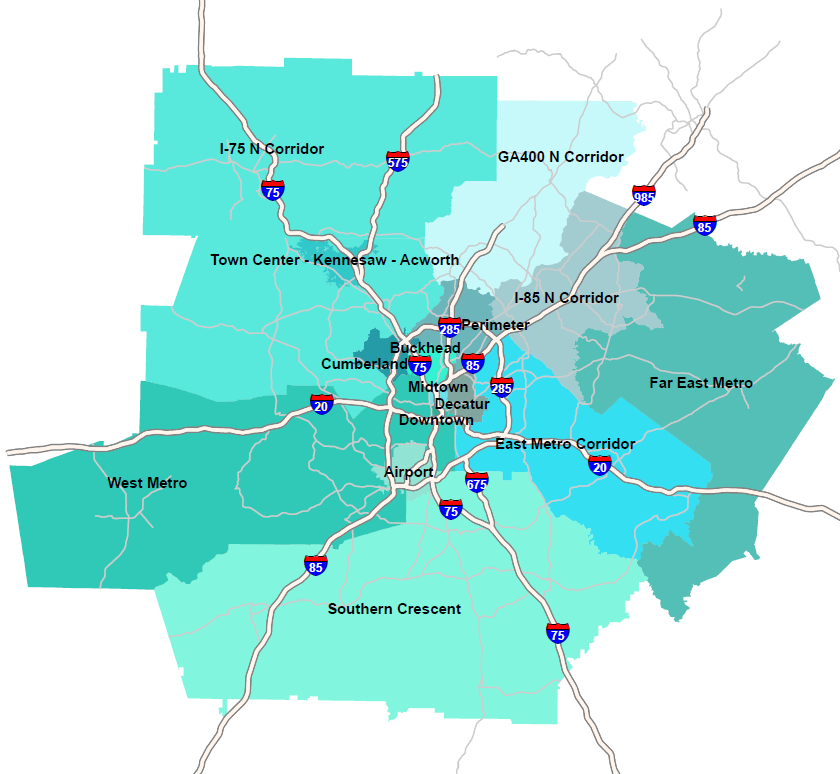 I-75 N Corridor
575
GA400 N Corridor
75
985
85
Town Center - Kennesaw - Acworth
I-85 N Corridor
285
Perimeter
Buckhead
Cumberland
75
85
Midtown
285
Far East Metro
20
Decatur
Downtown
East Metro Corridor
20
Airport
West Metro
675
75
85
Southern Crescent
75